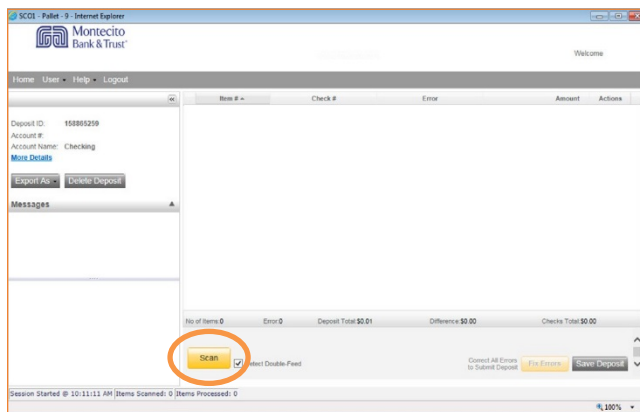 SCO1 - Pallet - 9 - Internet Explorer
Montecito
Bank & Trust
Welcome
Home User Help Logout
Item # Check # Error Amount Actions
Deposit ID: 158865259
Account #:
Account Name: Checking
More Details
Export As Delete Deposit
Messages
No of Items 0 Error:0 Deposit Total:$0.01 Difference:$0.00 Checks Total:$0.00
Scan Detect Double-Feed
Correct All Errors
to Submit Deposit
Fix Errors Save Deposit
Session Started @ 10:11:11 AM Items Scanned: 0 Items Processed: 0
100%